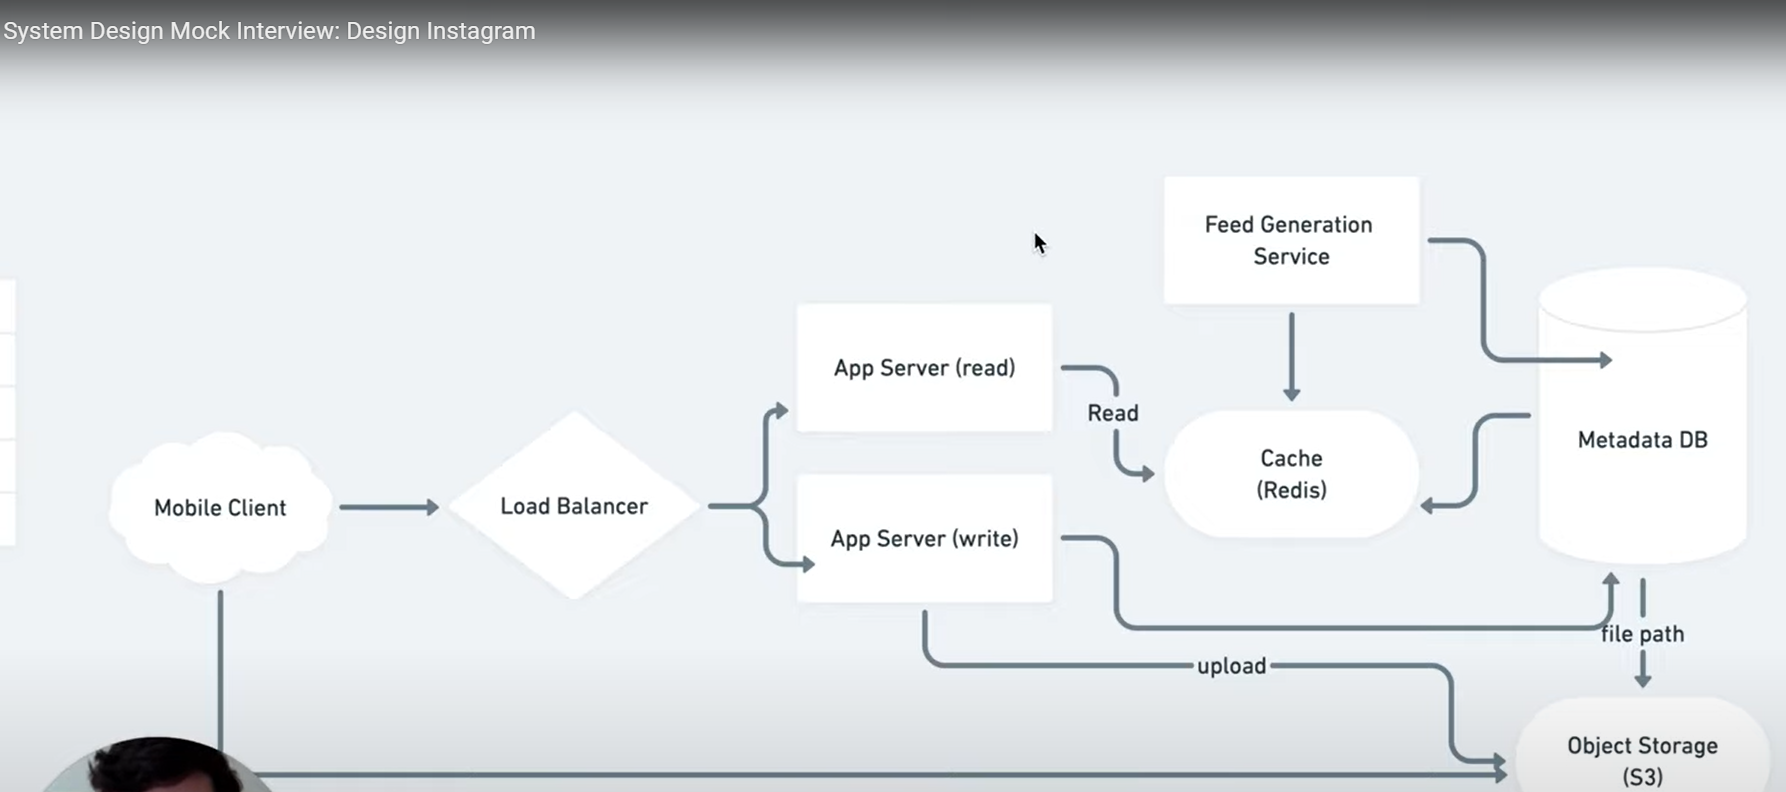 System Design Mock Interview: Design Instagram
Feed Generation
Service
App Server (read)
Read
Metadata DB
Cache
(Redis)
Mobile Client
Load Balancer
App Server (write)
file path
upload
Object Storage
(S3)